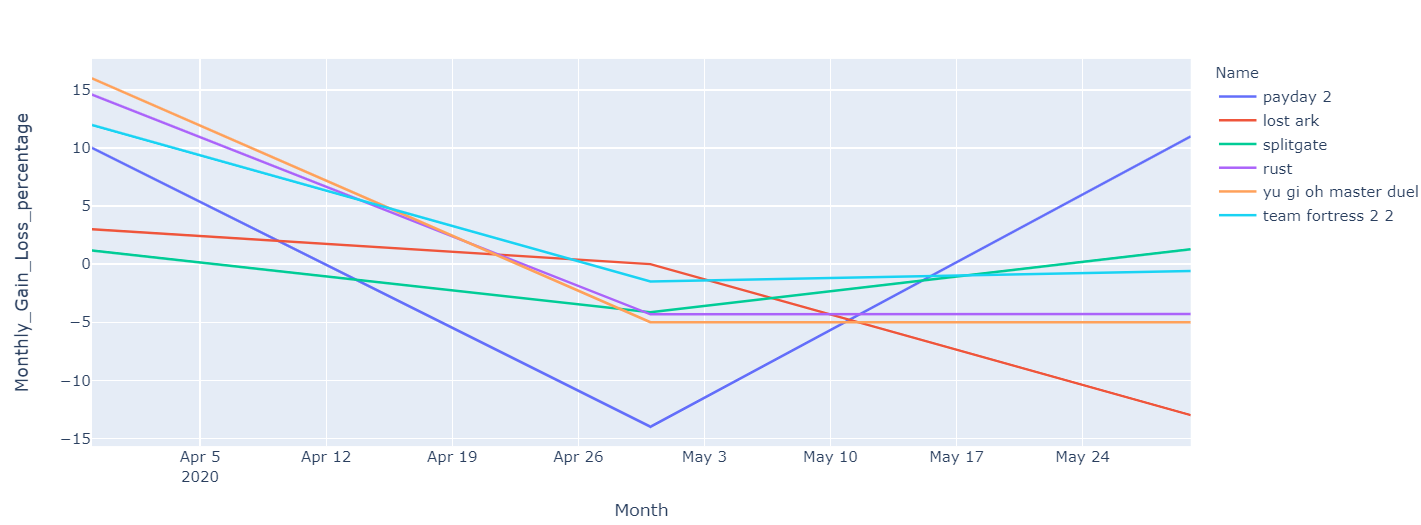 Monthly_Gain_Loss_percentage
15
10
5
0
−5
−10
−15
Apr 5
2020
Apr 12
Apr 19
Apr 26
May 3
May 10
May 17
May 24
Month
Name
payday 2
lost ark
splitgate
rust
yu gi oh master duel
team fortress 2 2